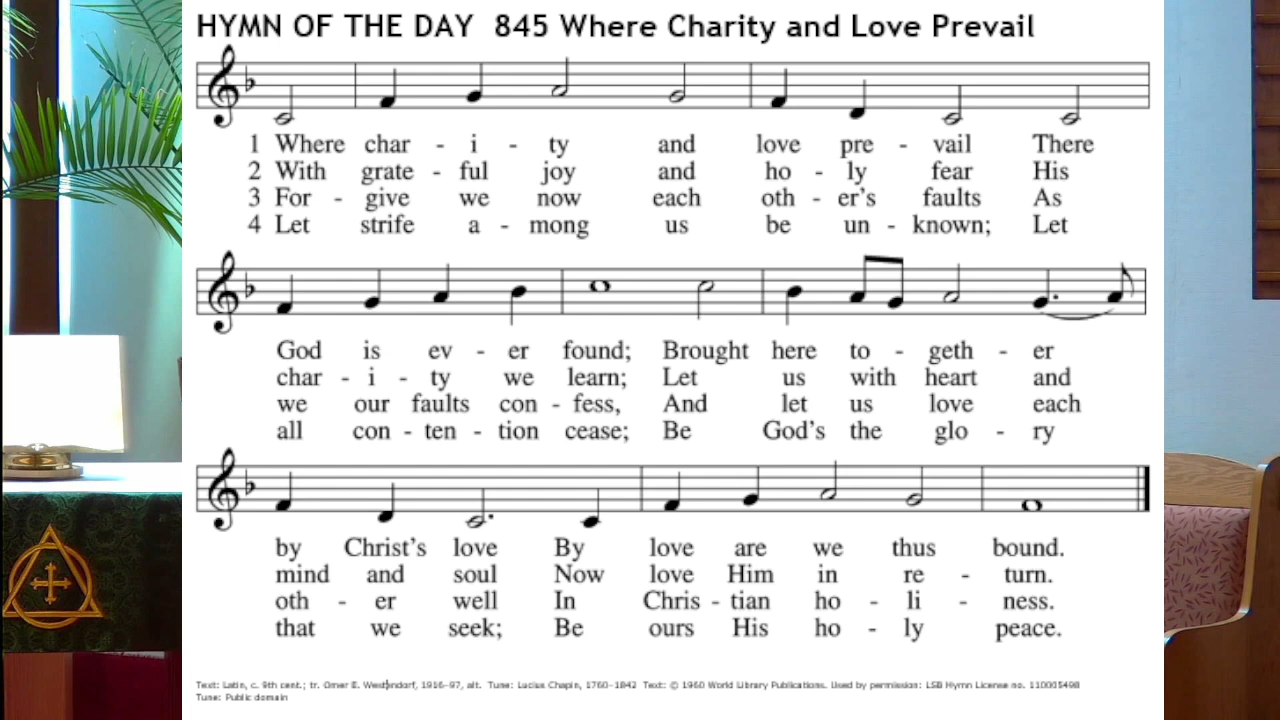 HYMN OF THE DAY 845 Where Charity and Love Prevail
1 Where char - i - ty and love pre - vail There
2 With grate - ful joy and ho - ly fear His
3 For - give we now each oth - er's faults As
4 Let strife a - mong us be un - known; Let
God is ev - er found; Brought here to - geth - er
char - i - ty we learn; Let us with heart and
we our faults con - fess, And let us love each
all con - ten - tion cease; Be God's the glo - ry
by Christ's love By love are we thus bound.
mind and soul Now love Him in re - turn.
oth - er well In Chris - tian ho - li - ness.
that we seek; Be ours His ho - ly peace.
Text: Latin, c. 9th cent.; tr. Omer E. Westendorf, 1916–97, alt. Tune: Lucius Chapin, 1760–1842 Text: © 1960 World Library Publications. Used by permission: LSB Hymn License no. 110005498
Tune: Public domain